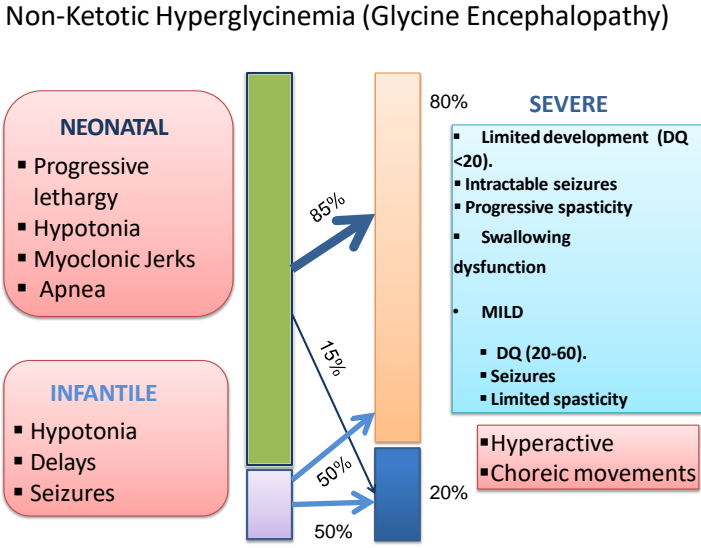 Non-Ketotic Hyperglycinemia (Glycine Encephalopathy)
NEONATAL
▪ Progressive
lethargy
▪ Hypotonia
▪ Myoclonic Jerks
▪ Apnea
INFANTILE
▪ Hypotonia
▪ Delays
▪ Seizures
85%
15%
50%
50%
80%
20%
SEVERE
▪ Limited development (DQ
<20).
▪ Intractable seizures
▪ Progressive spasticity
▪ Swallowing
dysfunction
• MILD
▪ DQ (20-60).
▪ Seizures
▪ Limited spasticity
▪Hyperactive
▪Choreic movements